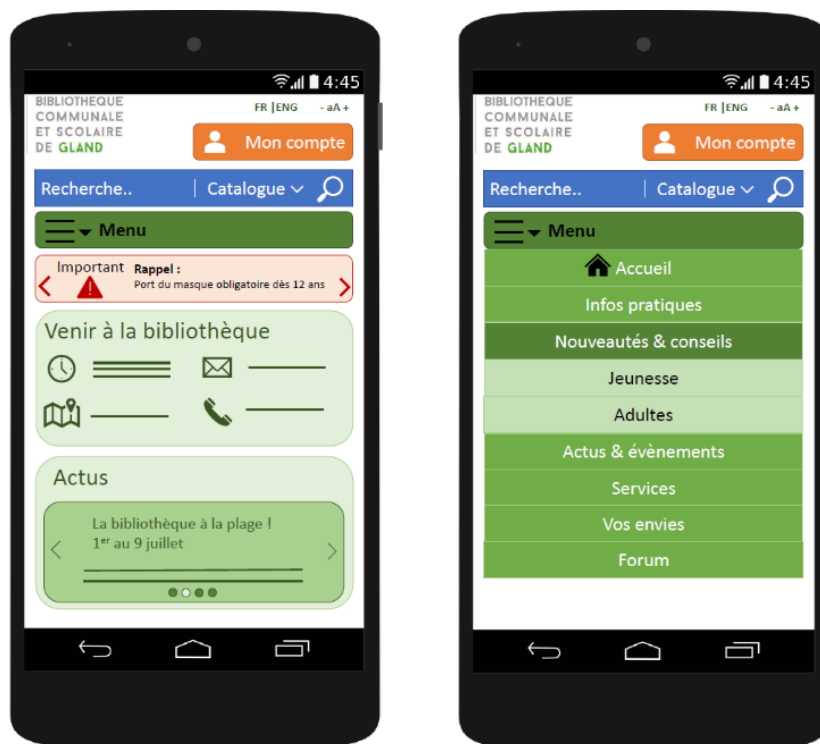 4:45
BIBLIOTHEQUE
COMMUNALE
ET SCOLAIRE
DE GLAND
FR |ENG - aA +
Mon compte
Recherche.. | Catalogue
Menu
Important
Rappel :
Port du masque obligatoire dès 12 ans
Venir à la bibliothèque
Actus
La bibliothèque à la plage !
1er au 9 juillet
4:45
BIBLIOTHEQUE
COMMUNALE
ET SCOLAIRE
DE GLAND
FR |ENG - aA +
Mon compte
Recherche.. | Catalogue
Menu
Accueil
Infos pratiques
Nouveautés & conseils
Jeunesse
Adultes
Actus & évènements
Services
Vos envies
Forum